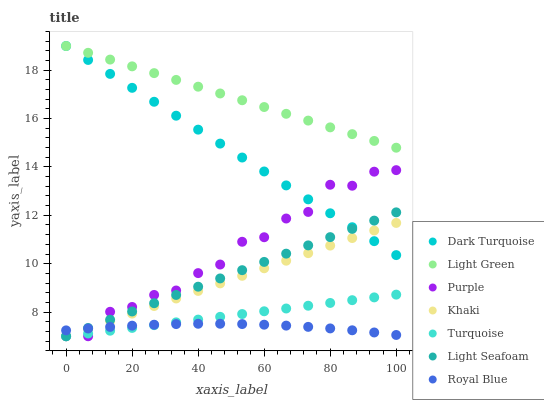 title
18
16
14
12
10
8
0
20
40
60
80
100
yaxis_label
xaxis_label
Dark Turquoise
Light Green
Purple
Khaki
Turquoise
Light Seafoam
Royal Blue